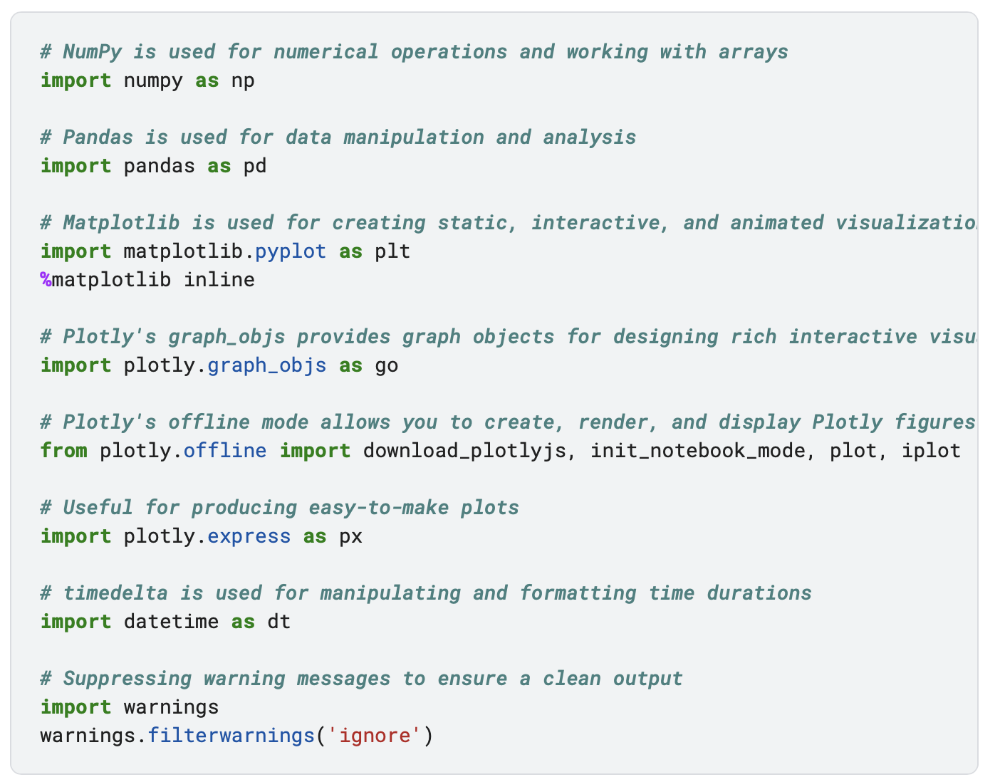 # NumPy is used for numerical operations and working with arrays
import numpy as np
# Pandas is used for data manipulation and analysis
import pandas as pd
# Matplotlib is used for creating static, interactive, and animated
import matplotlib.pyplot as plt
%matplotlib inline
# Plotly's graph_objs provides graph objects for designing rich interactive
import plotly.graph_objs as go
# Plotly's offline mode allows you to create, render, and display Plotly figures
from plotly.offline import download_plotlyjs, init_notebook_mode, plot, iplot
# Useful for producing easy-to-make plots
import plotly.express as px
# timedelta is used for manipulating and formatting time durations
import datetime as dt
# Suppressing warning messages to ensure a clean output
import warnings
warnings.filterwarnings('ignore')